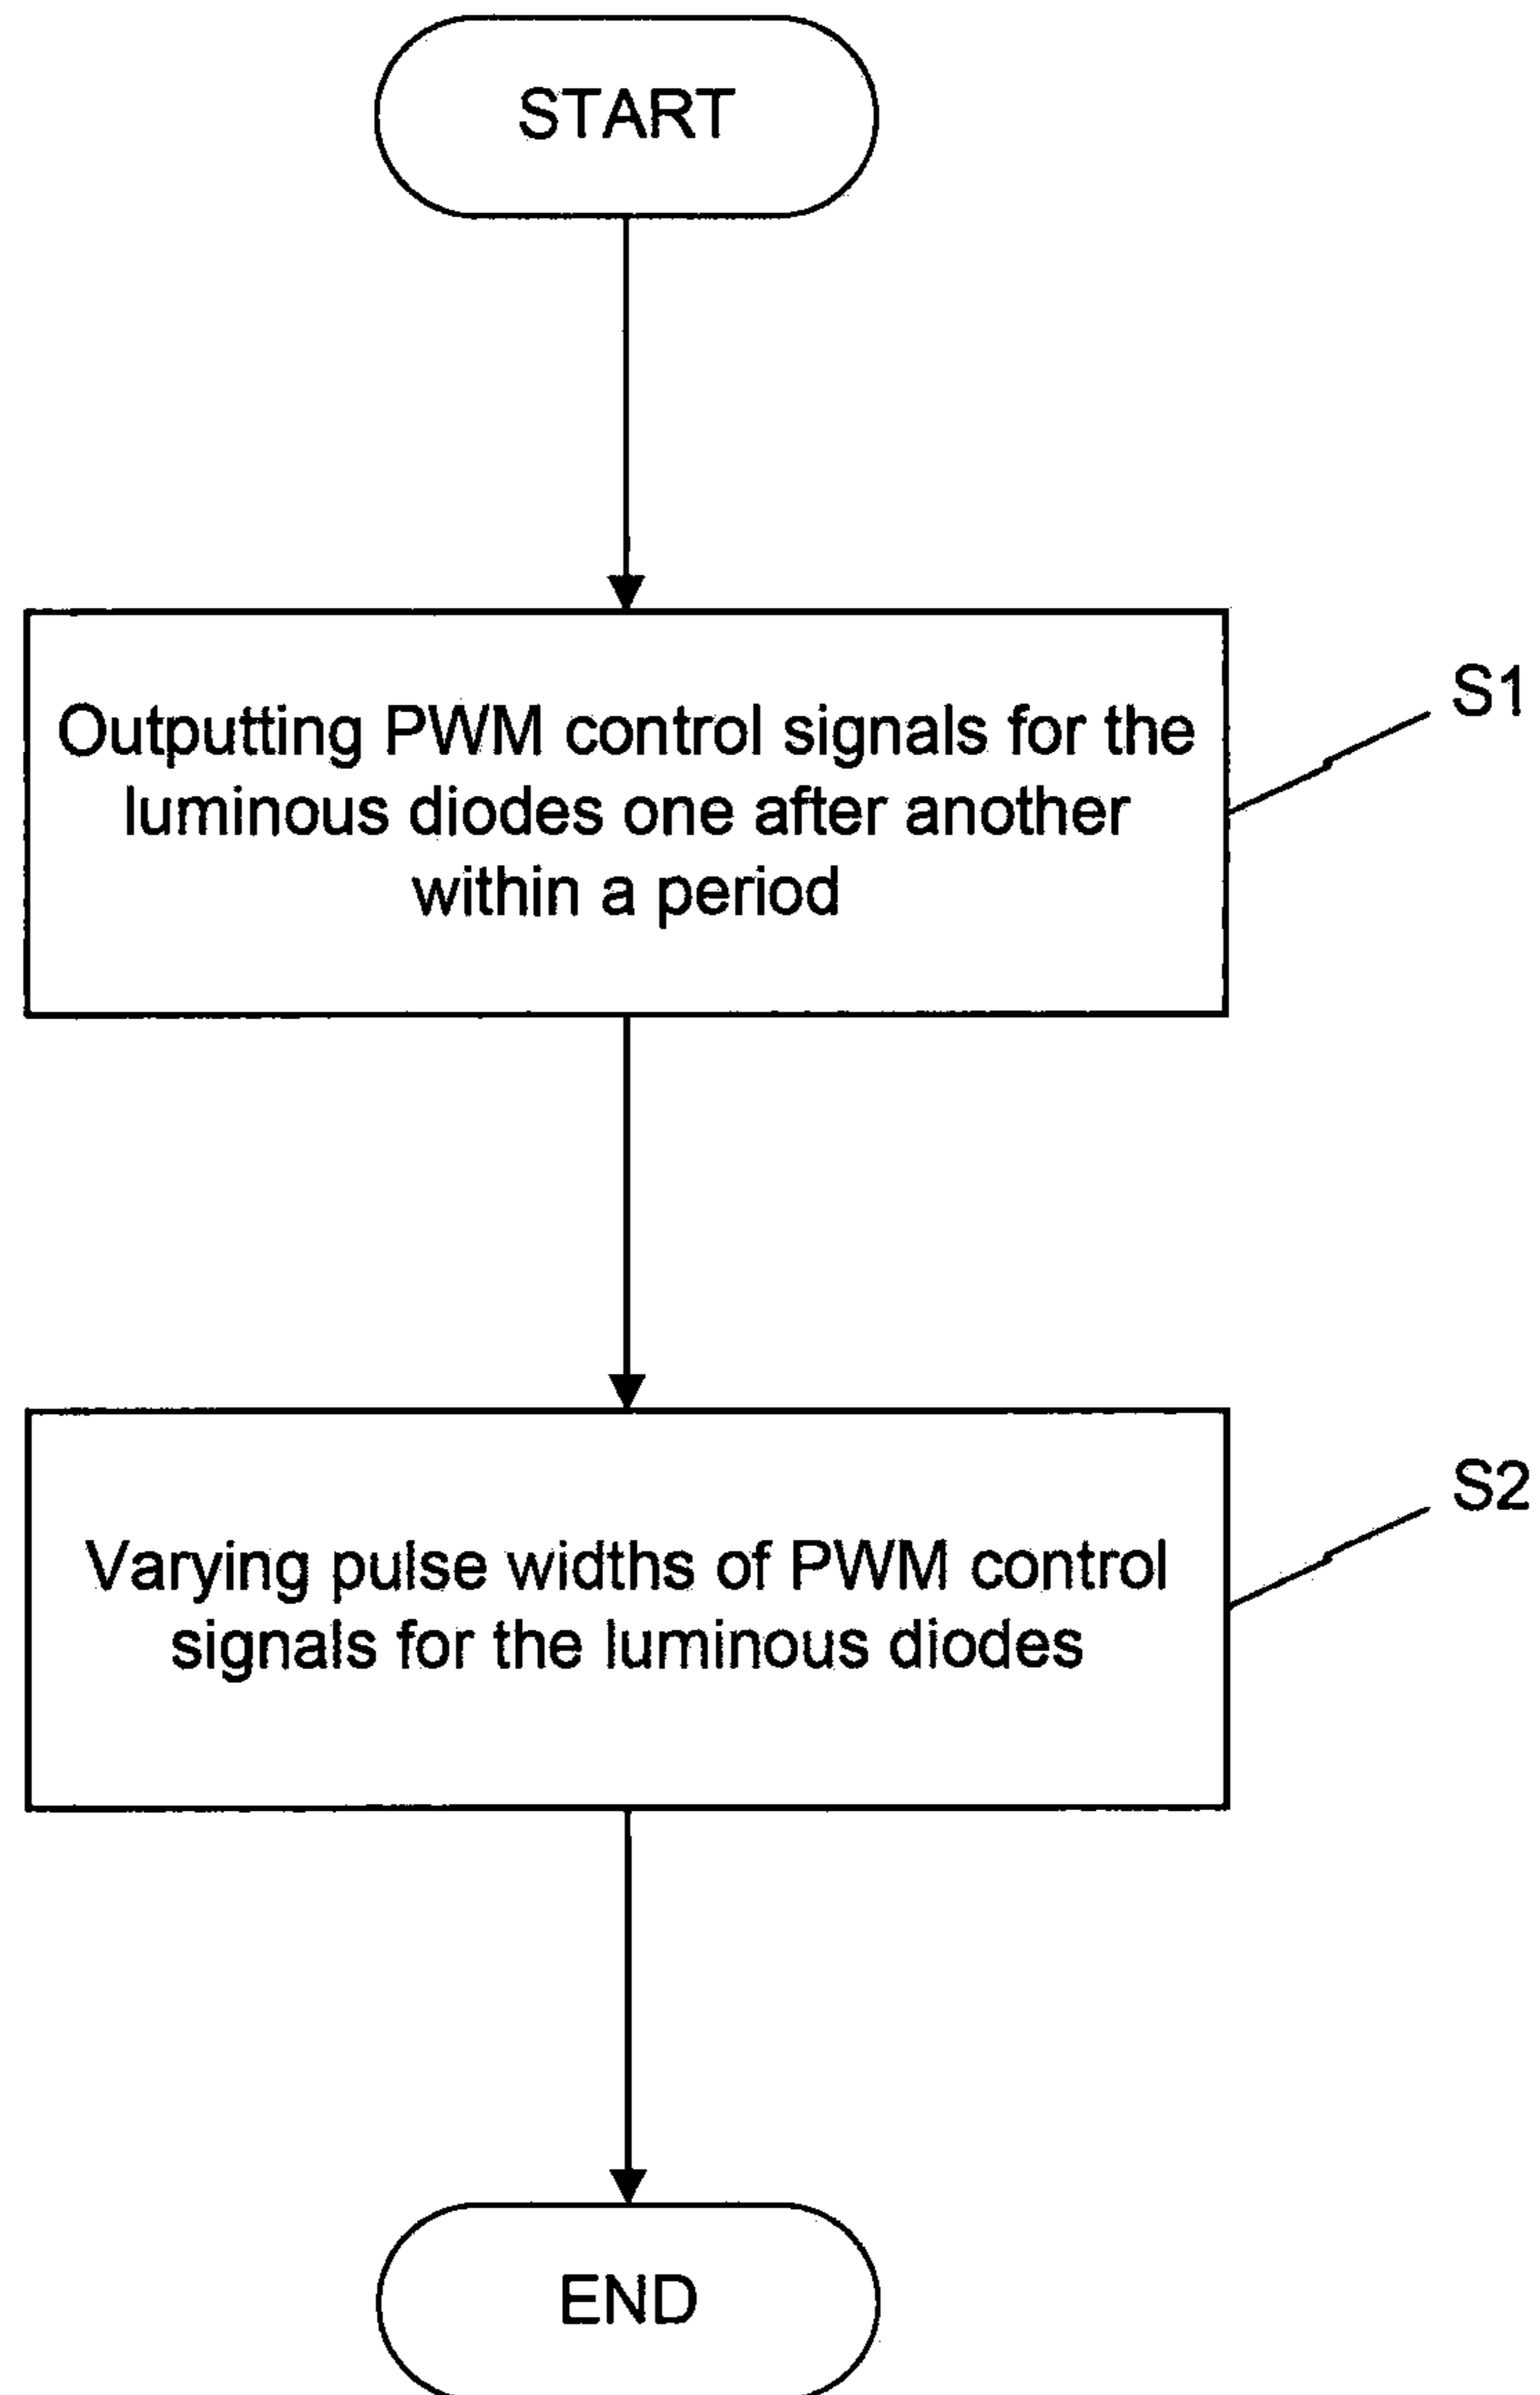 START
Outputting PWM control signals for the
luminous diodes one after another
within a period
S1
Varying pulse widths of PWM control
signals for the luminous diodes
S2
END